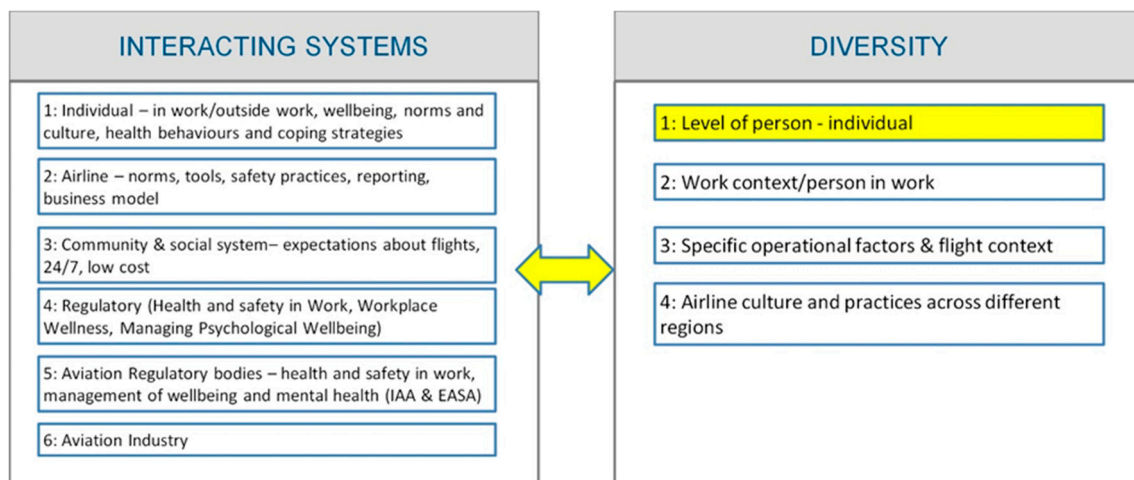 INTERACTING SYSTEMS
1: Individual – in work/outside work, wellbeing, norms and
culture, health behaviours and coping strategies
2: Airline – norms, tools, safety practices, reporting,
business model
3: Community & social system– expectations about flights,
24/7, low cost
4: Regulatory (Health and safety in Work, Workplace
Wellness, Managing Psychological Wellbeing)
5: Aviation Regulatory bodies – health and safety in work,
management of wellbeing and mental health (IAA & EASA)
6: Aviation Industry
DIVERSITY
1: Level of person - individual
2: Work context/person in work
3: Specific operational factors & flight context
4: Airline culture and practices across different
regions